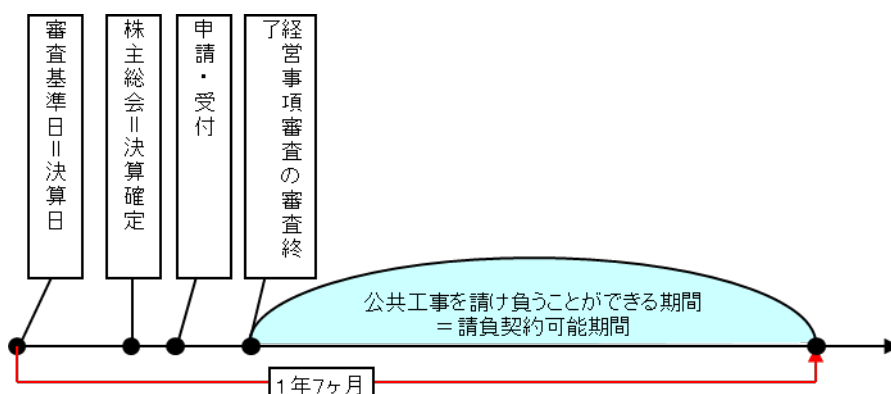 審査基準日＝決算日
株主総会＝決算確定
申請・受付
経営事項審査の審査終
了
公共工事を請け負うことができる期間
＝請負契約可能期間
１年7ヶ月